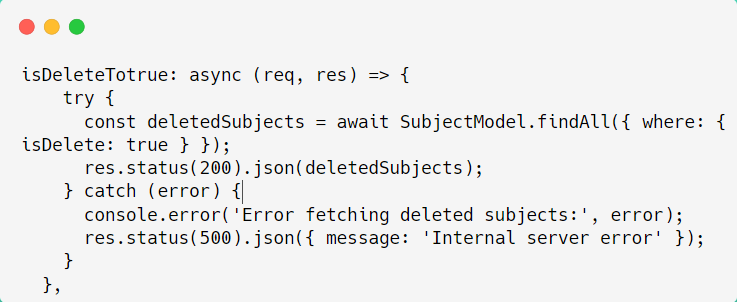 isDeleteTotrue: async (req, res) => {
    try {
      const deletedSubjects = await SubjectModel.findAll({ where: {
isDelete: true } });
      res.status(200).json(deletedSubjects);
    } catch (error) {
      console.error('Error fetching deleted subjects:', error);
      res.status(500).json({ message: 'Internal server error' });
    }
  },